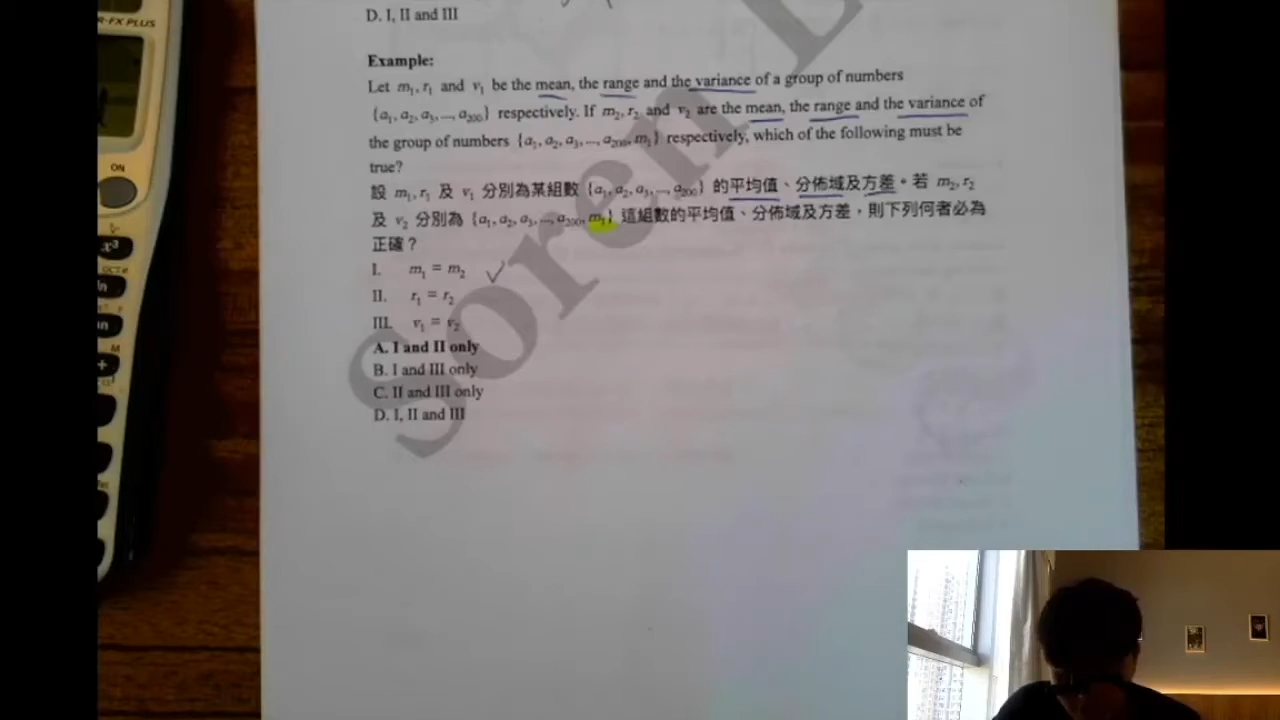 R-FX PLUS
D. I, II and III
Example:
Let m₁, r₁ and v₁ be the mean, the range and the variance of a group of numbers
{a₁, a₂, a₃, ..., a₂₀₀} respectively. If m₂, r₂ and v₂ are the mean, the range and the variance of
the group of numbers {a₁, a₂, a₃, ..., a₂₀₀, m₁} respectively, which of the following must be
true?
設 m₁, r₁ 及 v₁ 分別為某組數 {a₁, a₂, a₃, ..., a₂₀₀} 的平均值、分佈域及方差。若 m₂, r₂
及 v₂ 分別為 {a₁, a₂, a₃, ..., a₂₀₀, m₁} 這組數的平均值、分佈域及方差，則下列何者必為
正確？
I. m₁ = m₂ ✓
II. r₁ = r₂
III. v₁ = v₂
A. I and II only
B. I and III only
C. II and III only
D. I, II and III
ON
x³
Soren